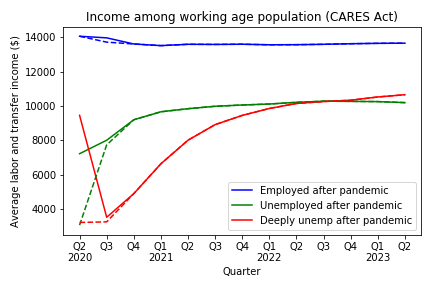 Income among working age population (CARES Act)
Average labor and transfer income ($)
14000
12000
10000
8000
6000
4000
Employed after pandemic
Unemployed after pandemic
Deeply unemp after pandemic
Q2 Q3 Q4 Q1 Q2 Q3 Q4 Q1 Q2 Q3 Q4 Q1 Q2
2020 2021 2022 2023
Quarter